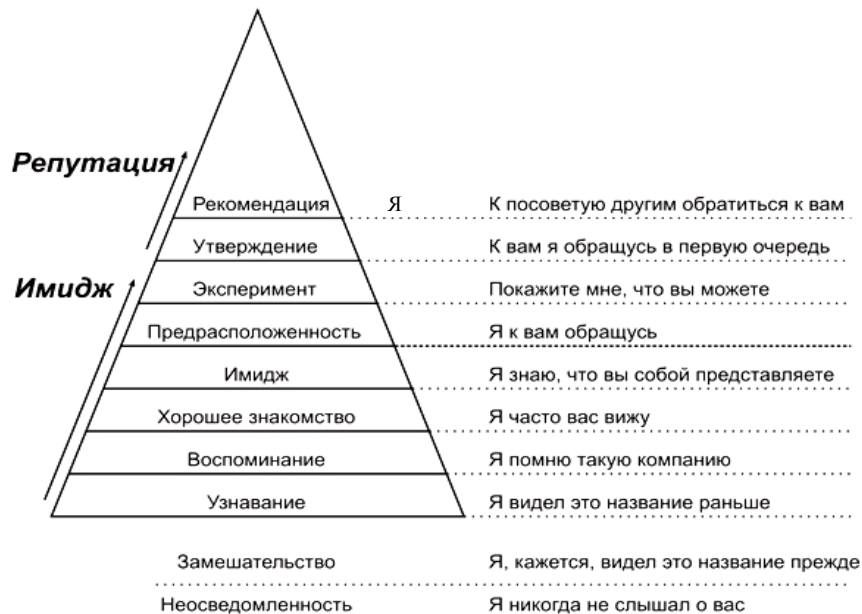 Репутация
Рекомендация Я К посоветую другим обратиться к вам
Утверждение К вам я обращусь в первую очередь
Имидж
Эксперимент Покажите мне, что вы можете
Предрасположенность Я к вам обращусь
Имидж Я знаю, что вы собой представляете
Хорошее знакомство Я часто вас вижу
Воспоминание Я помню такую компанию
Узнавание Я видел это название раньше
Замешательство Я, кажется, видел это название прежде
Неосведомленность Я никогда не слышал о вас